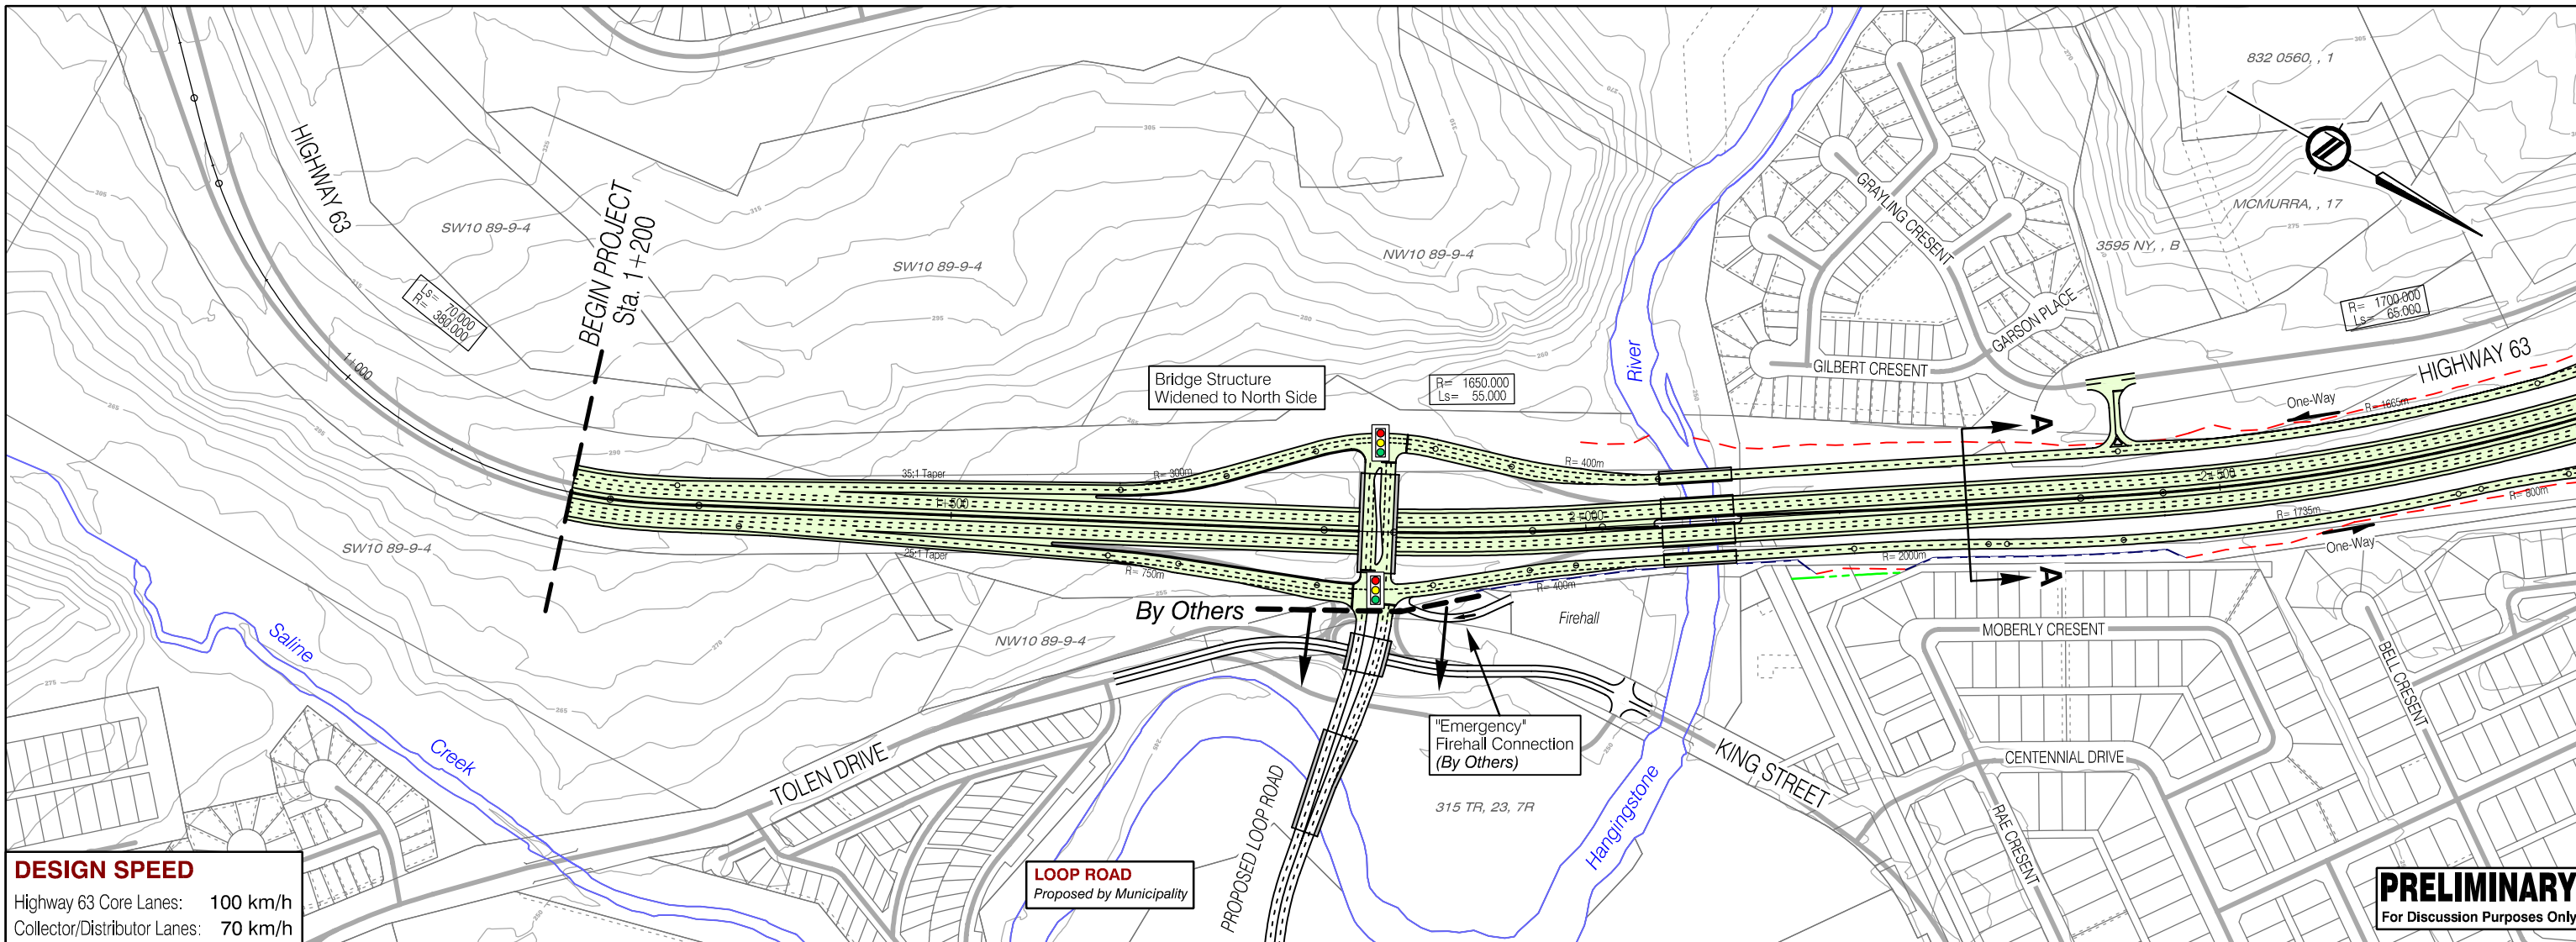 HIGHWAY 63
BEGIN PROJECT
Sta. 1+200
SW10 89-9-4
SW10 89-9-4
NW10 89-9-4
Ls= 70.000
R= 380.000
1+000
Bridge Structure
Widened to North Side
R= 1650.000
Ls= 55.000
River
GRAYLING CRESENT
GARSON PLACE
GILBERT CRESENT
832 0560, , 1
MCMURRA, , 17
3595 NY, , B
R= 1700.000
Ls= 65.000
HIGHWAY 63
One-Way
R= 1665m
A
35:1 Taper
R= 300m
R= 400m
1+500
2+000
2+500
25:1 Taper
R= 750m
R= 400m
R= 2000m
R= 1735m
R= 800m
One-Way
A
SW10 89-9-4
NW10 89-9-4
By Others
Firehall
"Emergency"
Firehall Connection
(By Others)
Saline
Creek
TOLEN DRIVE
PROPOSED LOOP ROAD
315 TR, 23, 7R
Hangingstone
KING STREET
MOBERLY CRESENT
CENTENNIAL DRIVE
RAE CRESENT
BELL CRESENT
LOOP ROAD
Proposed by Municipality
DESIGN SPEED
Highway 63 Core Lanes: 100 km/h
Collector/Distributor Lanes: 70 km/h
PRELIMINARY
For Discussion Purposes Only